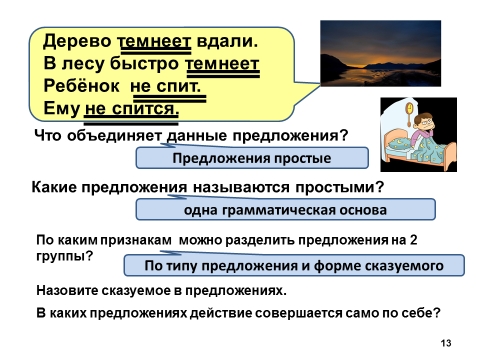 Дерево темнеет вдали.
В лесу быстро темнеет
Ребёнок не спит.
Ему не спится.
Что объединяет данные предложения?
Предложения простые
Какие предложения называются простыми?
одна грамматическая основа
По каким признакам можно разделить предложения на 2
группы?
По типу предложения и форме сказуемого
Назовите сказуемое в предложениях.
В каких предложениях действие совершается само по себе?
13